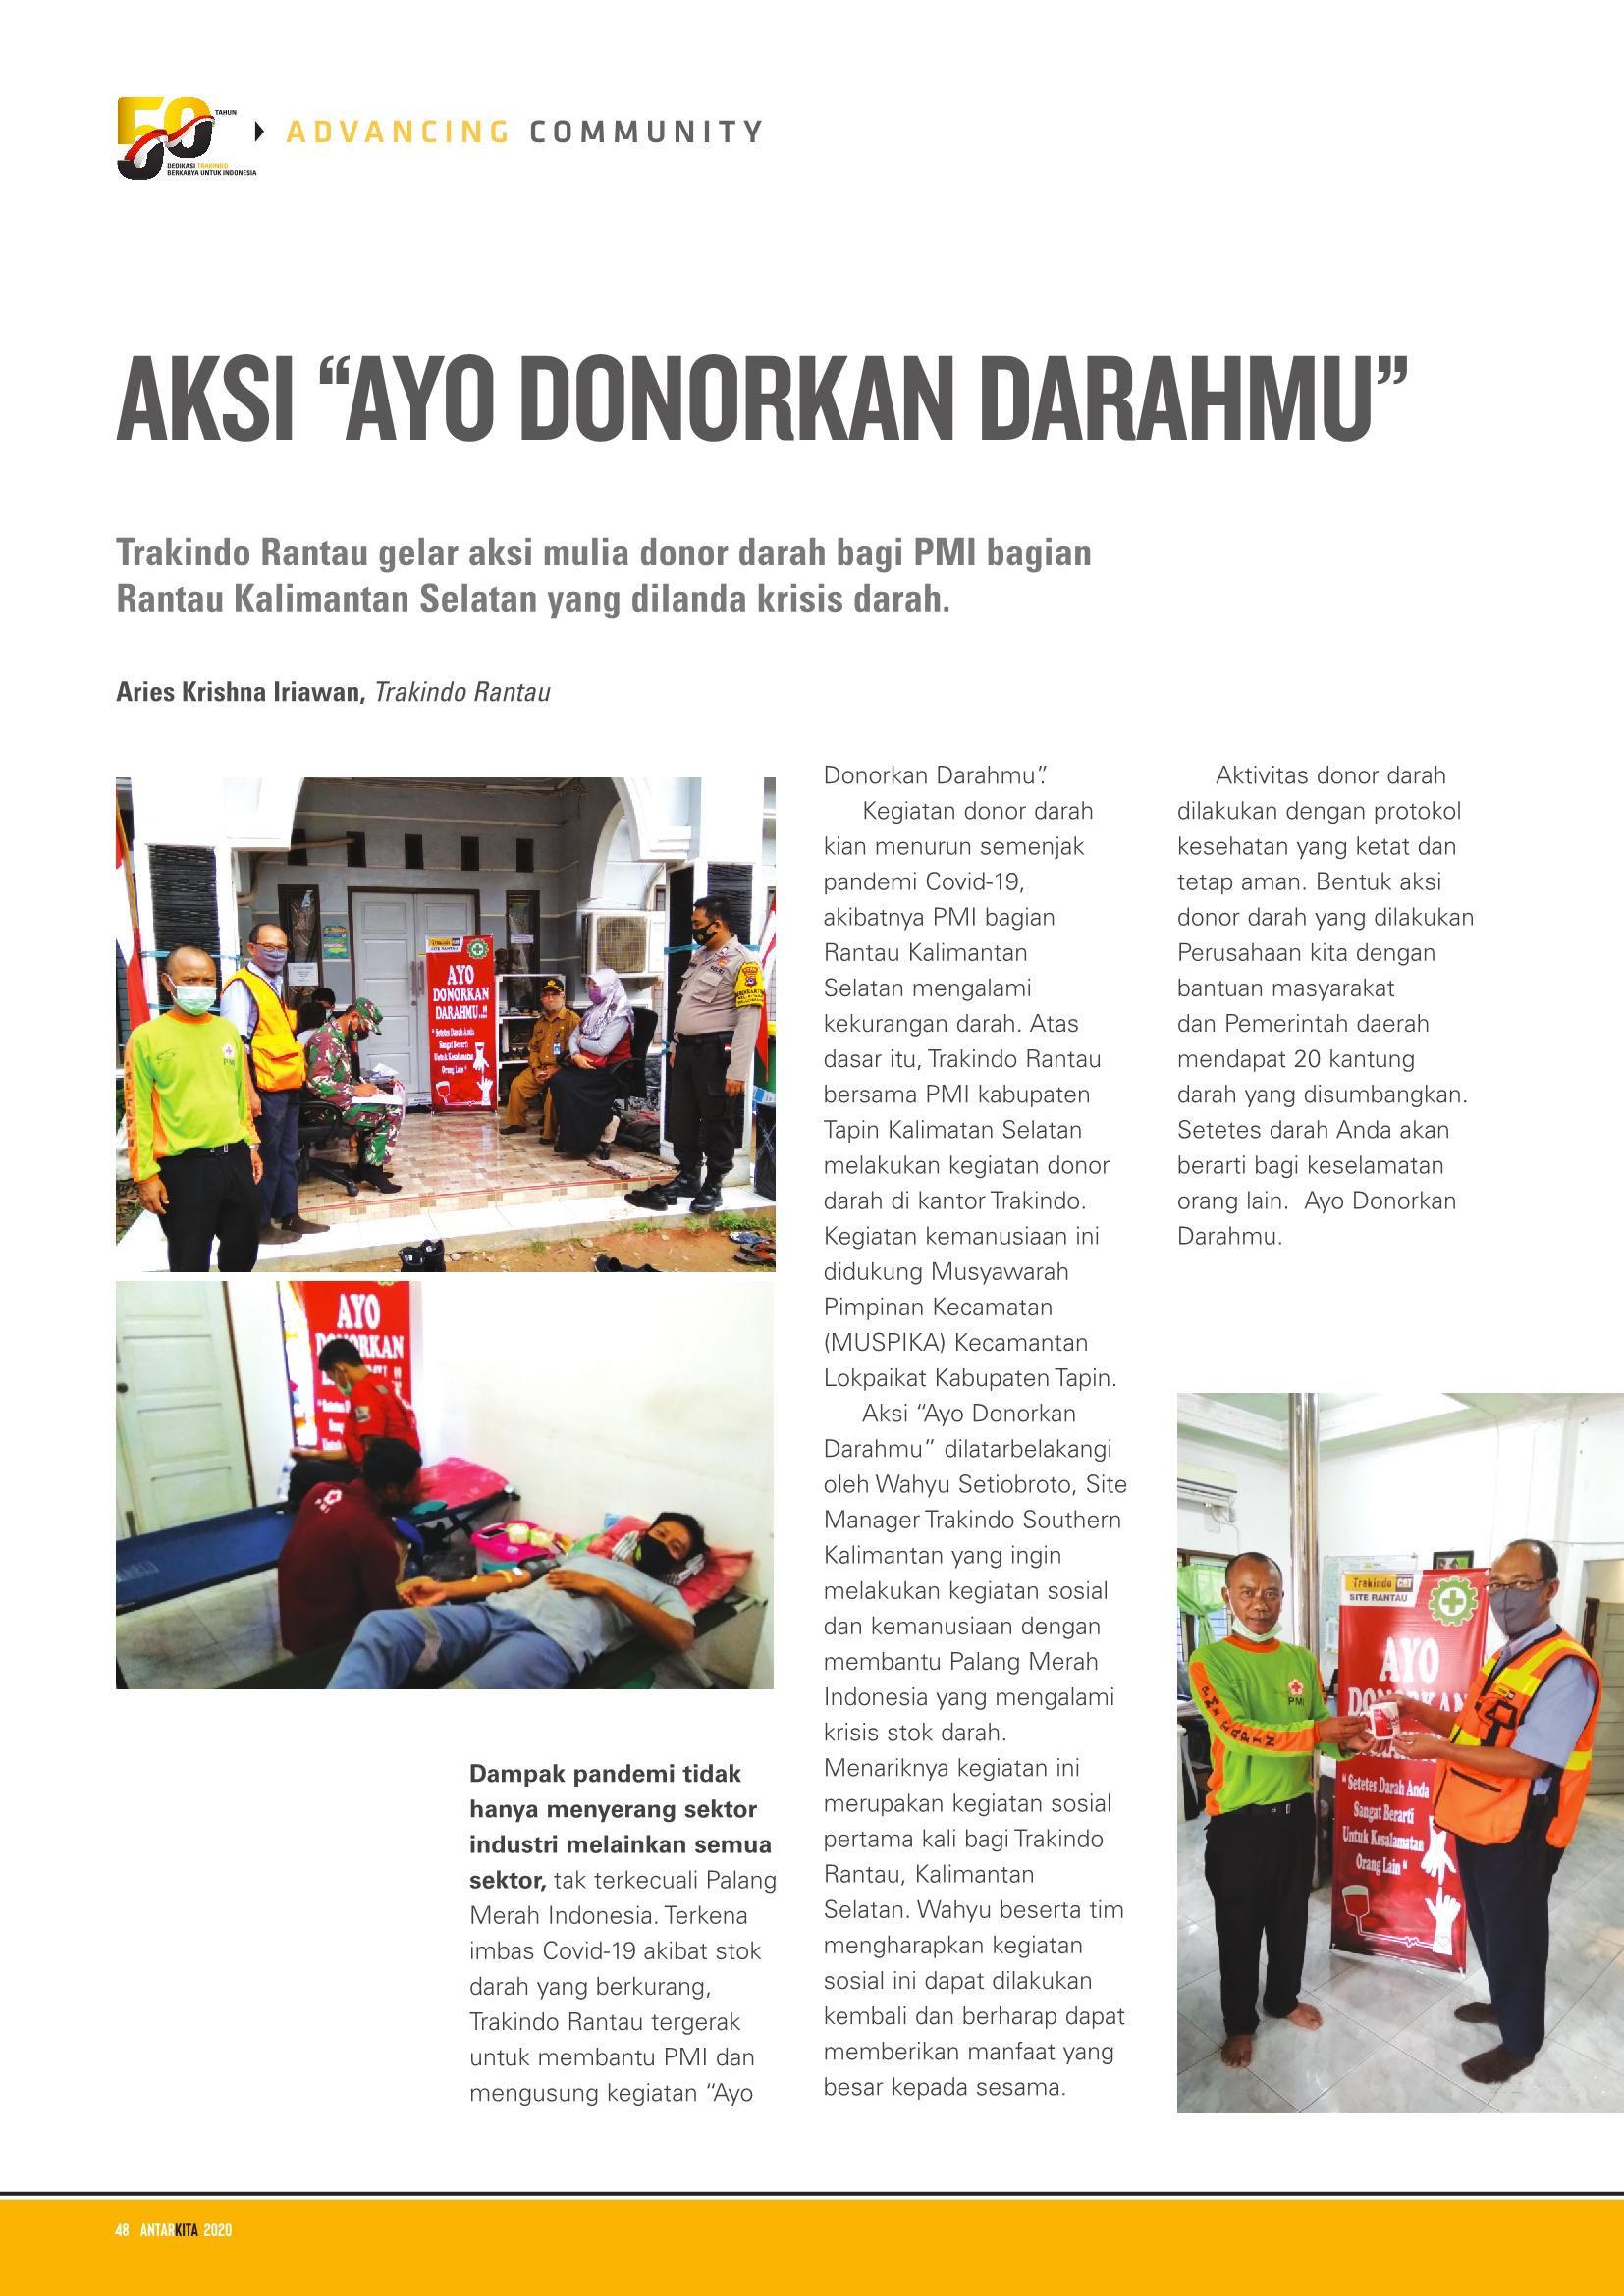 50 TAHUN
DEDIKASI TRAKINDO
BERKARYA UNTUK INDONESIA
ADVANCING COMMUNITY
AKSI “AYO DONORKAN DARAHMU”
Trakindo Rantau gelar aksi mulia donor darah bagi PMI bagian
Rantau Kalimantan Selatan yang dilanda krisis darah.
Aries Krishna Iriawan, Trakindo Rantau
AYO
DONORKAN
DARAHMU..!!
“ Setetes Darah Anda
Sangat Berarti
Untuk Kesalamatan
Orang Lain “
PMI
AYO
Dampak pandemi tidak
hanya menyerang sektor
industri melainkan semua
sektor, tak terkecuali Palang
Merah Indonesia. Terkena
imbas Covid-19 akibat stok
darah yang berkurang,
Trakindo Rantau tergerak
untuk membantu PMI dan
mengusung kegiatan “Ayo
Donorkan Darahmu”.
Kegiatan donor darah
kian menurun semenjak
pandemi Covid-19,
akibatnya PMI bagian
Rantau Kalimantan
Selatan mengalami
kekurangan darah. Atas
dasar itu, Trakindo Rantau
bersama PMI kabupaten
Tapin Kalimatan Selatan
melakukan kegiatan donor
darah di kantor Trakindo.
Kegiatan kemanusiaan ini
didukung Musyawarah
Pimpinan Kecamatan
(MUSPIKA) Kecamantan
Lokpaikat Kabupaten Tapin.
Aksi “Ayo Donorkan
Darahmu” dilatarbelakangi
oleh Wahyu Setiobroto, Site
Manager Trakindo Southern
Kalimantan yang ingin
melakukan kegiatan sosial
dan kemanusiaan dengan
membantu Palang Merah
Indonesia yang mengalami
krisis stok darah.
Menariknya kegiatan ini
merupakan kegiatan sosial
pertama kali bagi Trakindo
Rantau, Kalimantan
Selatan. Wahyu beserta tim
mengharapkan kegiatan
sosial ini dapat dilakukan
kembali dan berharap dapat
memberikan manfaat yang
besar kepada sesama.
Aktivitas donor darah
dilakukan dengan protokol
kesehatan yang ketat dan
tetap aman. Bentuk aksi
donor darah yang dilakukan
Perusahaan kita dengan
bantuan masyarakat
dan Pemerintah daerah
mendapat 20 kantung
darah yang disumbangkan.
Setetes darah Anda akan
berarti bagi keselamatan
orang lain.  Ayo Donorkan
Darahmu.
Trakindo CAT
SITE RANTAU
AYO
PMI
PMI TAPIN
“ Setetes Darah Anda
Sangat Berarti
Untuk Kesalamatan
Orang Lain “
48 ANTARKITA 2020